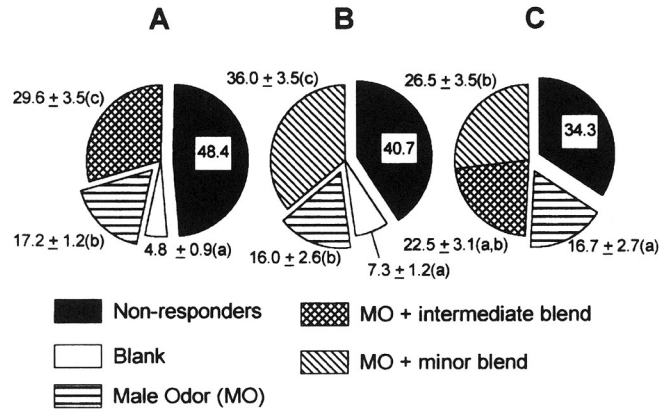 A B C
29.6 ± 3.5(c) 36.0 ± 3.5(c) 26.5 ± 3.5(b)
48.4 40.7 34.3
17.2 ± 1.2(b) 4.8 ± 0.9(a) 16.0 ± 2.6(b) 7.3 ± 1.2(a) 22.5 ± 3.1(a,b) 16.7 ± 2.7(a)
Non-responders MO + intermediate blend
Blank MO + minor blend
Male Odor (MO)